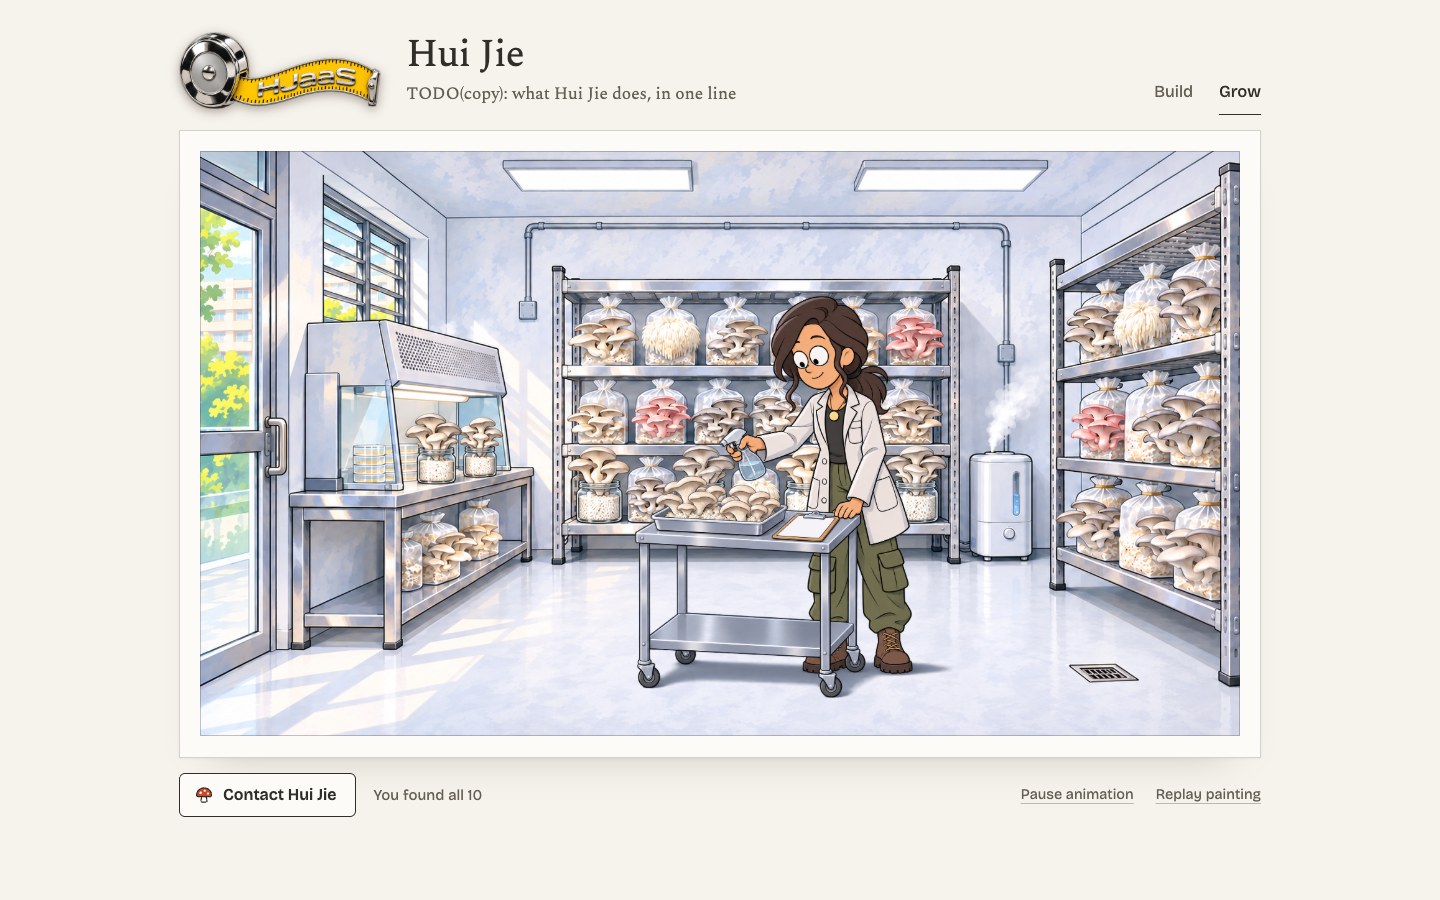 HJaaS
Hui Jie
TODO(copy): what Hui Jie does, in one line
Build
Grow
Contact Hui Jie
You found all 10
Pause animation
Replay painting